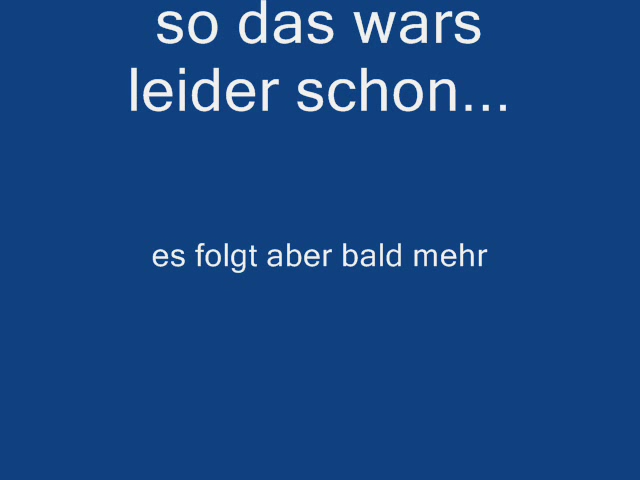 so das wars
leider schon...
es folgt aber bald mehr